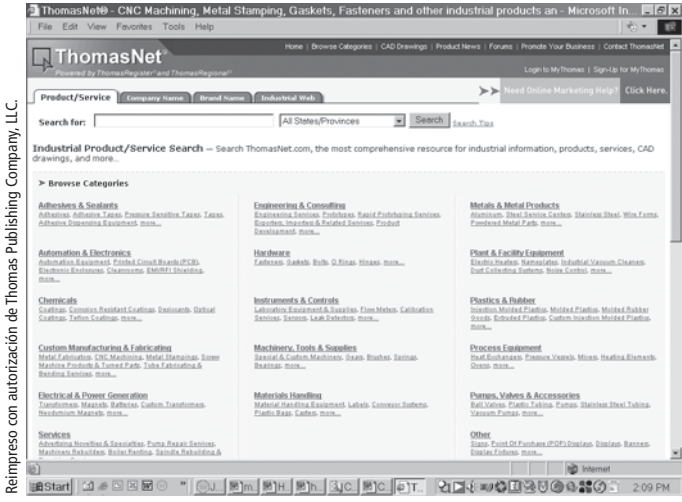 Reimpreso con autorización de Thomas Publishing Company, LLC.
ThomasNet® - CNC Machining, Metal Stamping, Gaskets, Fasteners and other industrial products an - Microsoft In...
File Edit View Favorites Tools Help
ThomasNet®
Powered by ThomasRegister® and ThomasRegional®
Home | Browse Categories | CAD Drawings | Product News | Forums | Promote Your Business | Contact ThomasNet
Login to MyThomas | Sign-Up for MyThomas
Product/Service Company Name Brand Name Industrial Web
Need Online Marketing Help? Click Here.
Search for: All States/Provinces Search Search Tips
Industrial Product/Service Search — Search ThomasNet.com, the most comprehensive resource for industrial information, products, services, CAD
drawings, and more...
> Browse Categories
Adhesives & Sealants
Adhesives, Adhesive Tapes, Pressure Sensitive Tapes, Tapes,
Adhesive Dispensing Equipment, more...
Engineering & Consulting
Engineering Services, Prototypes, Rapid Prototyping Services,
Exporters, Importers & Related Services, Product
Development, more...
Metals & Metal Products
Aluminum, Steel Service Centers, Stainless Steel, Wire Forms,
Powdered Metal Parts, more...
Automation & Electronics
Automation Equipment, Printed Circuit Boards (PCB),
Electronic Enclosures, Cleanrooms, EMI/RFI Shielding,
more...
Hardware
Fasteners, Gaskets, Bolts, O Rings, Hinges, more...
Plant & Facility Equipment
Electric Heaters, Nameplates, Industrial Vacuum Cleaners,
Dust Collecting Systems, Noise Control, more...
Chemicals
Coatings, Corrosion Resistant Coatings, Desiccants, Optical
Coatings, Teflon Coatings, more...
Instruments & Controls
Laboratory Equipment & Supplies, Flow Meters, Calibration
Services, Sensors, Leak Detectors, more...
Plastics & Rubber
Injection Molded Plastics, Molded Plastics, Molded Rubber
Goods, Extruded Plastics, Custom Injection Molded Plastics,
more...
Custom Manufacturing & Fabricating
Metal Fabricators, CNC Machining, Metal Stampings, Screw
Machine Products & Turned Parts, Tube Fabricating &
Bending Services, more...
Machinery, Tools & Supplies
Special & Custom Machinery, Gears, Brushes, Springs,
Bearings, more...
Process Equipment
Heat Exchangers, Pressure Vessels, Mixers, Heating Elements,
Ovens, more...
Electrical & Power Generation
Transformers, Magnets, Batteries, Custom Transformers,
Neodymium Magnets, more...
Materials Handling
Material Handling Equipment, Labels, Conveyor Systems,
Plastic Bags, Casters, more...
Pumps, Valves & Accessories
Ball Valves, Plastic Tubing, Pumps, Stainless Steel Tubing,
Vacuum Pumps, more...
Services
Advertising Novelties & Specialties, Pump Repair Services,
Machinery Rebuilders, Boiler Renting, Spindle Rebuilding &
Other
Signs, Point Of Purchase (POP) Displays, Displays, Banners,
Display Fixtures, more...
Internet
Start J... m... H... h... C... C... T... 2:09 PM